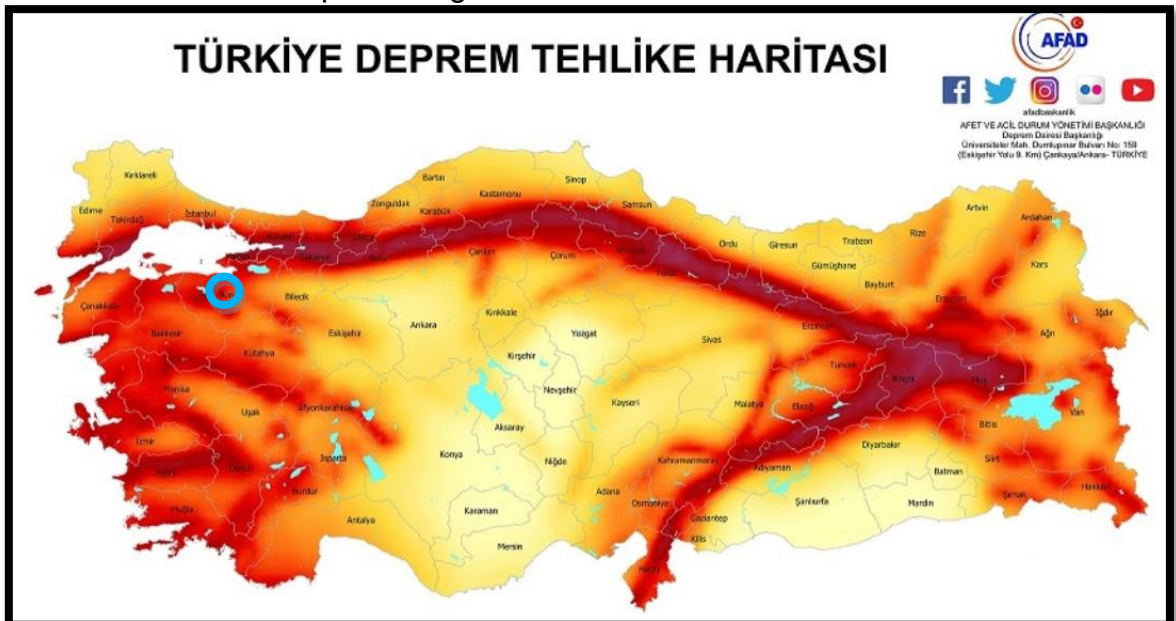 TÜRKİYE DEPREM TEHLİKE HARİTASI
AFAD
afadbaskanlik
AFET VE ACİL DURUM YÖNETİMİ BAŞKANLIĞI
Deprem Dairesi Başkanlığı
Üniversiteler Mah. Dumlupınar Bulvarı No: 159
(Eskişehir Yolu 9. Km) Çankaya/Ankara- TÜRKİYE
Kırklareli
Edirne
Tekirdağ
İstanbul
Zonguldak
Bartın
Karabük
Kastamonu
Sinop
Samsun
Ordu
Giresun
Trabzon
Rize
Artvin
Ardahan
Kars
Gümüşhane
Bayburt
Erzurum
Iğdır
Ağrı
Çanakkale
Balıkesir
Sakarya
Bolu
Bilecik
Eskişehir
Kütahya
Ankara
Çankırı
Çorum
Tokat
Kırıkkale
Yozgat
Kırşehir
Sivas
Erzincan
Tunceli
Bingöl
Muş
Van
Bitlis
Manisa
Uşak
Afyonkarahisar
Nevşehir
Kayseri
Malatya
Elazığ
Aksaray
Konya
Niğde
İzmir
Aydın
Denizli
Isparta
Burdur
Muğla
Antalya
Karaman
Mersin
Adana
Osmaniye
Kahramanmaraş
Adıyaman
Diyarbakır
Batman
Siirt
Şırnak
Hakkari
Mardin
Şanlıurfa
Gaziantep
Kilis
Hatay